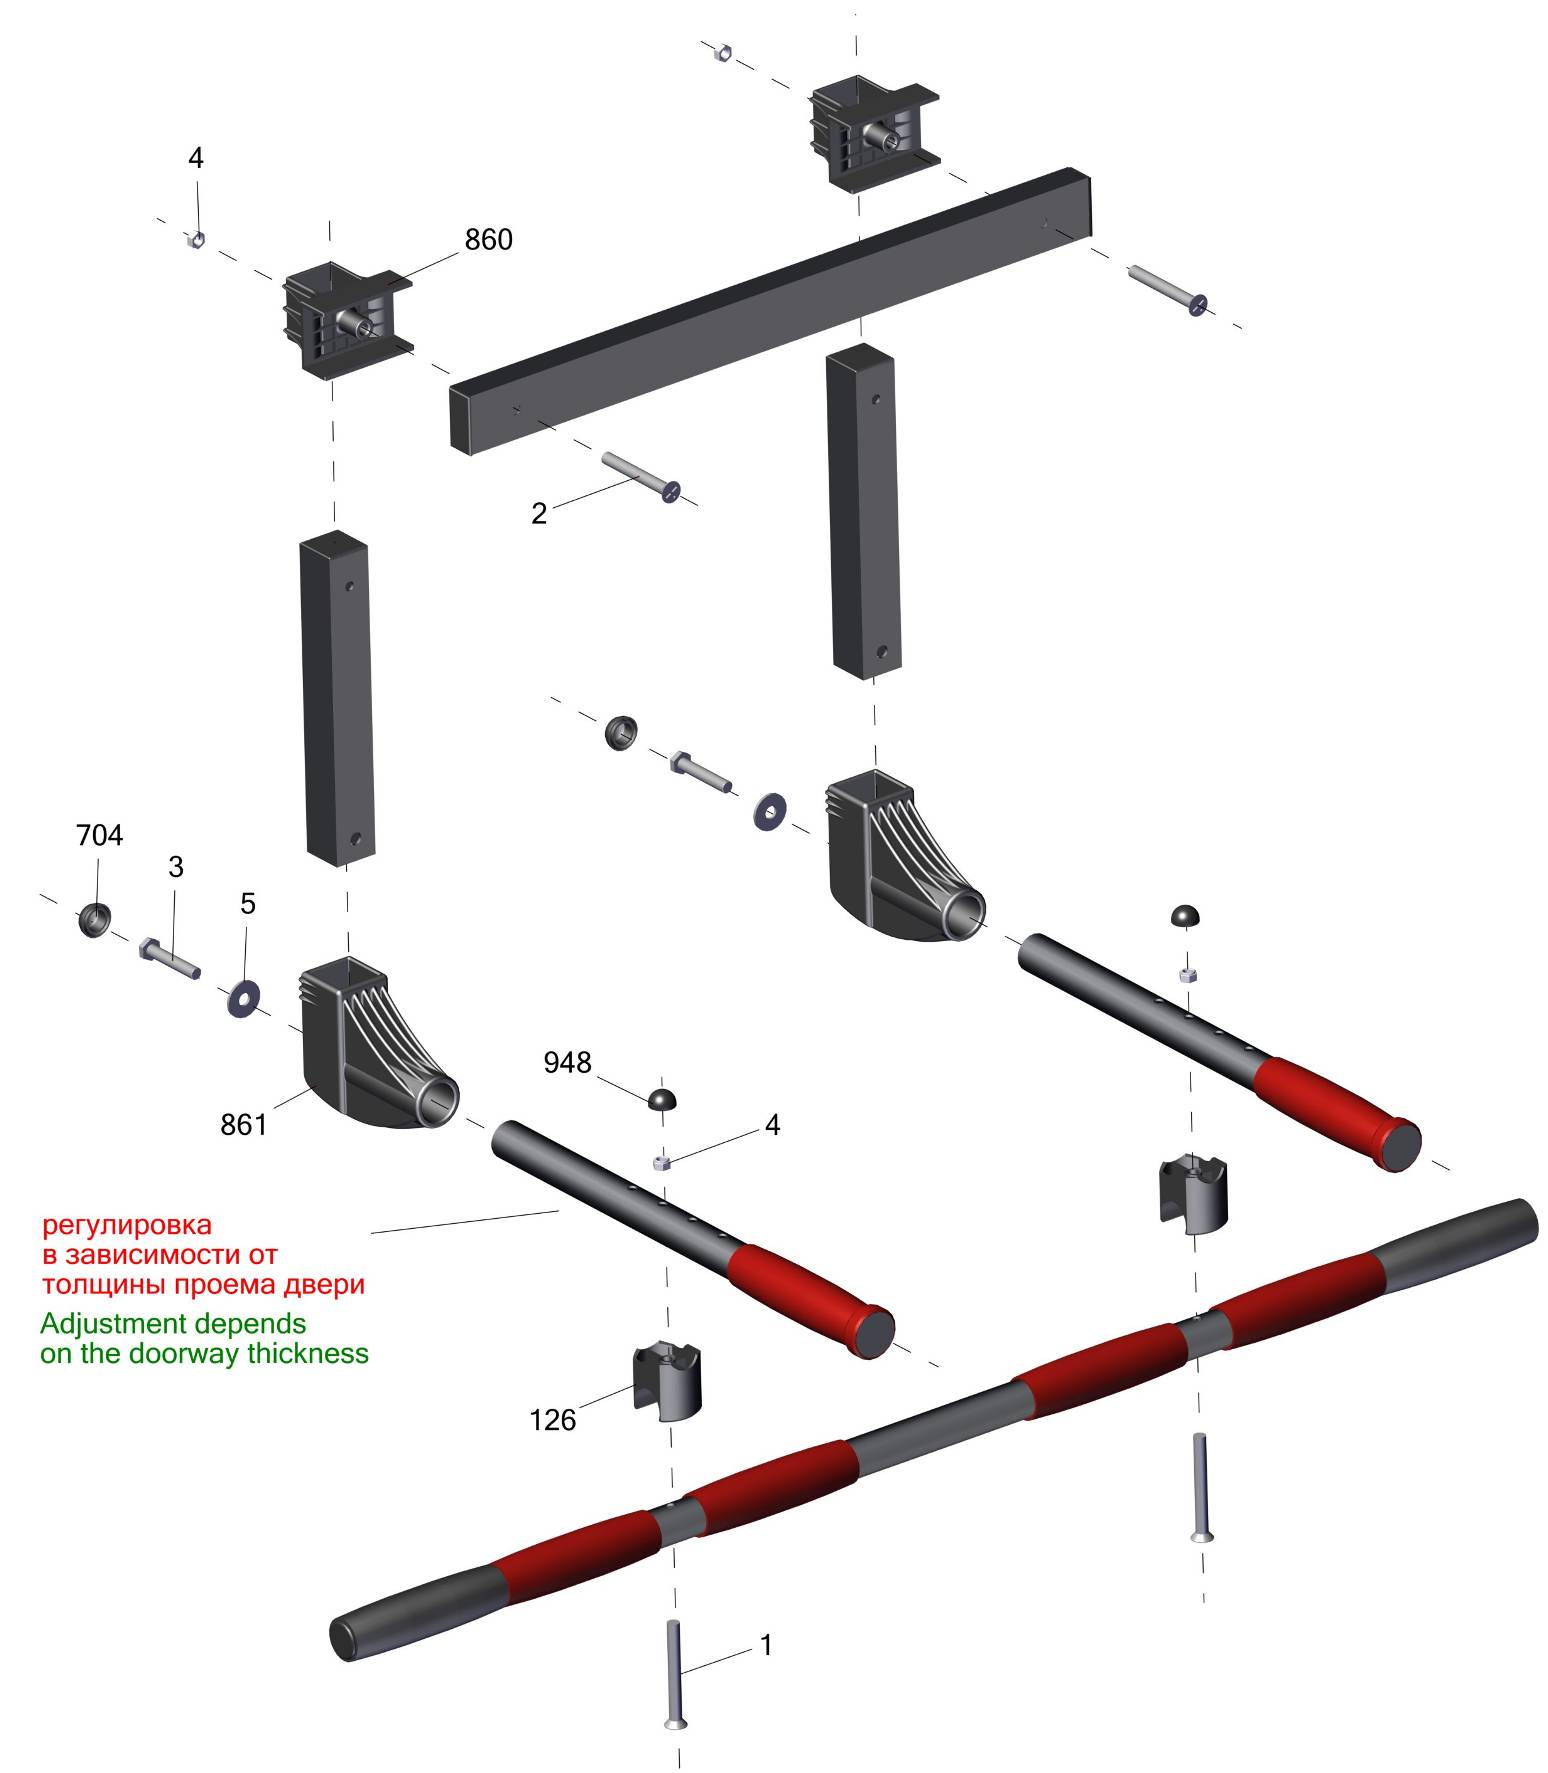 4
860
2
704
3
5
861
948
4
регулировка
в зависимости от
толщины проема двери
Adjustment depends
on the doorway thickness
126
1